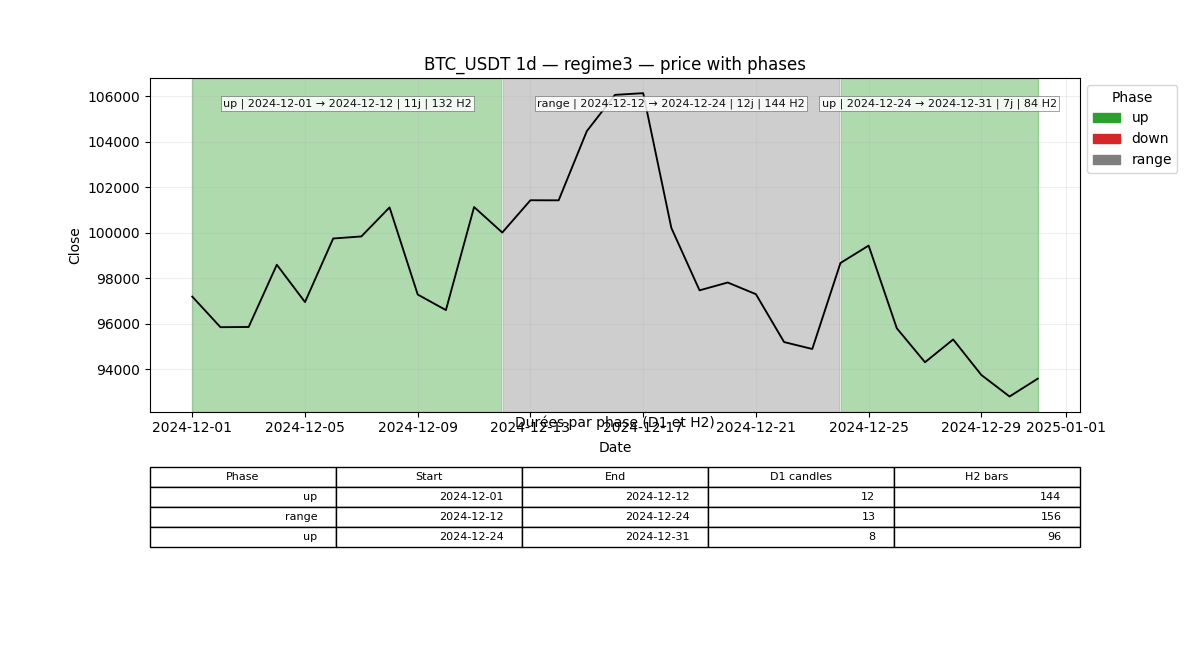 BTC_USDT 1d — regime3 — price with phases
106000
104000
102000
100000
98000
96000
94000
Close
up | 2024-12-01 → 2024-12-12 | 11j | 132 H2
range | 2024-12-12 → 2024-12-24 | 12j | 144 H2
up | 2024-12-24 → 2024-12-31 | 7j | 84 H2
Phase
up
down
range
2024-12-01 2024-12-05 2024-12-09 2024-12-13 2024-12-17 2024-12-21 2024-12-25 2024-12-29 2025-01-01
Durées par phase (D1 et H2)
Date
Phase Start End D1 candles H2 bars
up 2024-12-01 2024-12-12 12 144
range 2024-12-12 2024-12-24 13 156
up 2024-12-24 2024-12-31 8 96